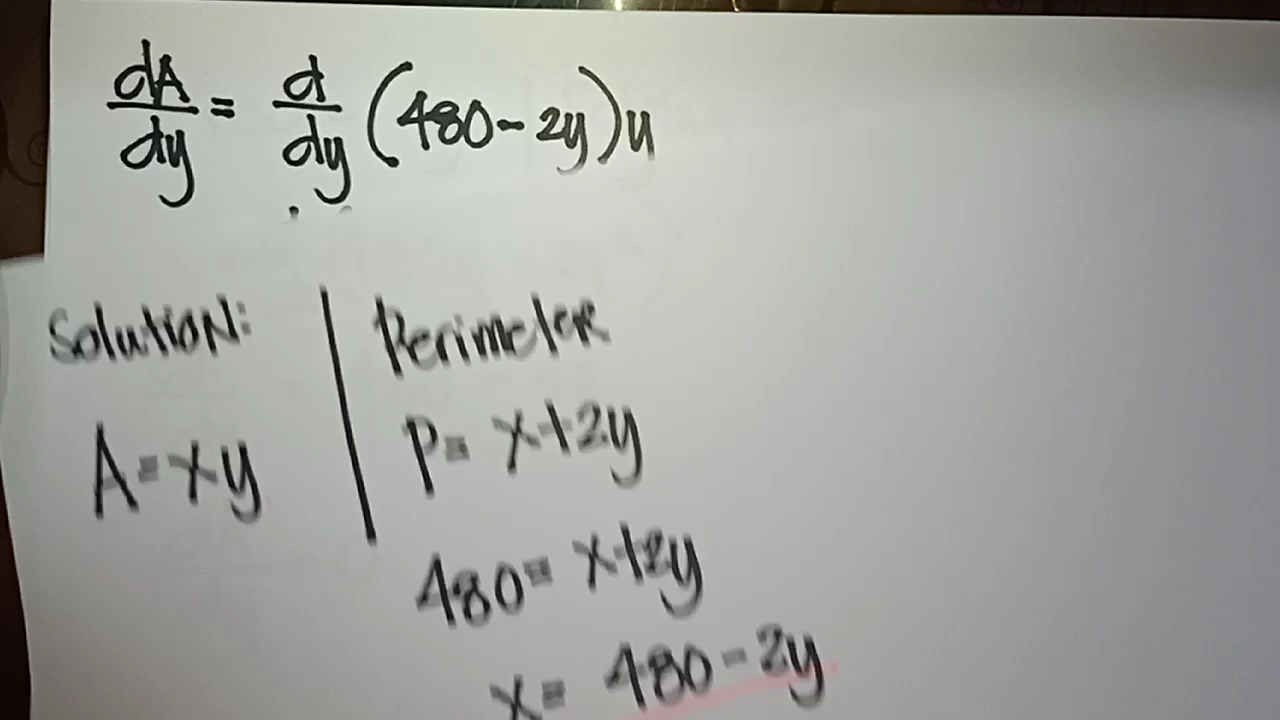 dA/dy = d/dy (480-2y)y
Solution:
A=xy
Perimeter
P= x+2y
480= x+2y
x= 480-2y